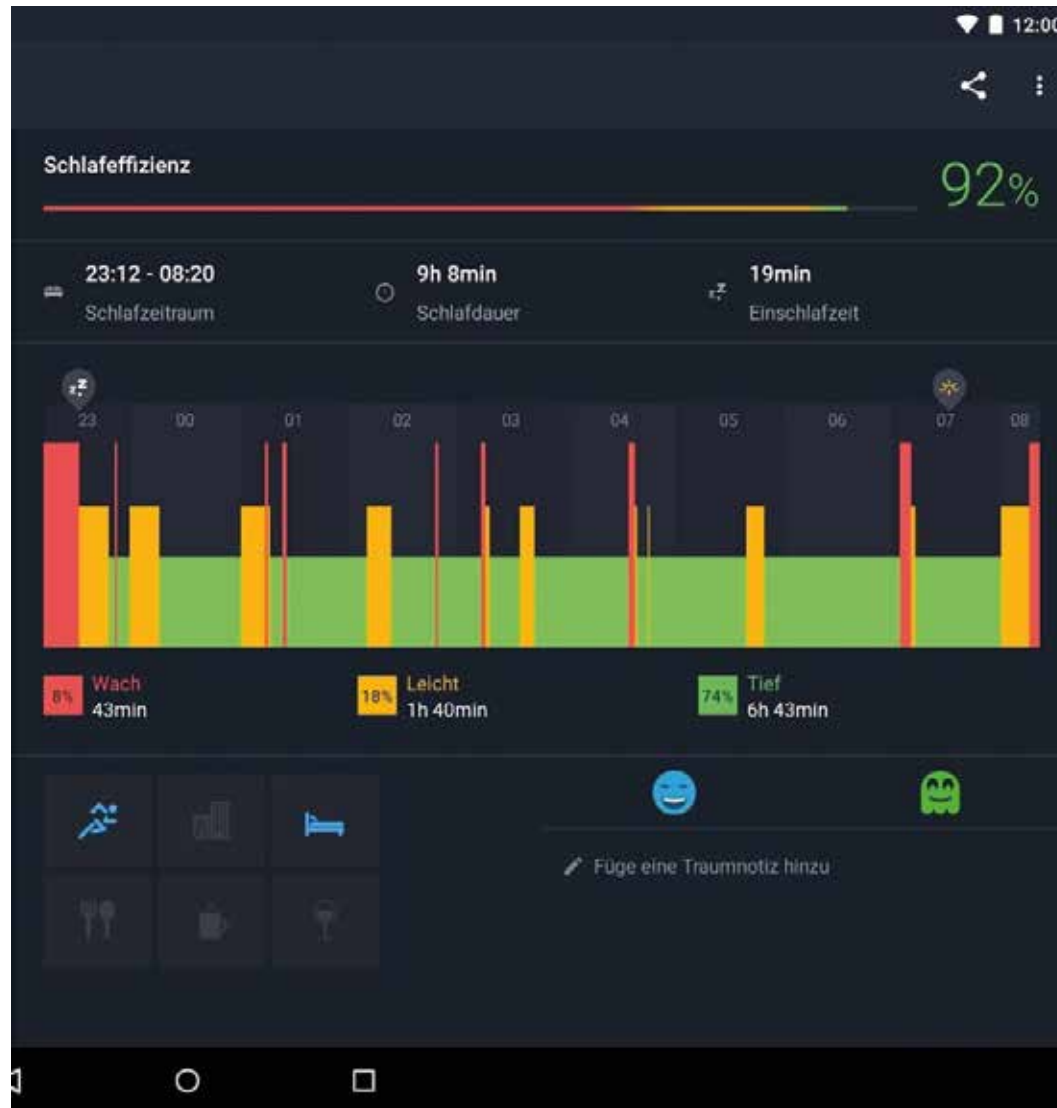 12:00
Schlafeffizienz
92%
23:12 - 08:20
Schlafzeitraum
9h 8min
Schlafdauer
19min
Einschlafzeit
zZ
zZ
23 00 01 02 03 04 05 06 07 08
8%
Wach
43min
18%
Leicht
1h 40min
74%
Tief
6h 43min
Füge eine Traumnotiz hinzu